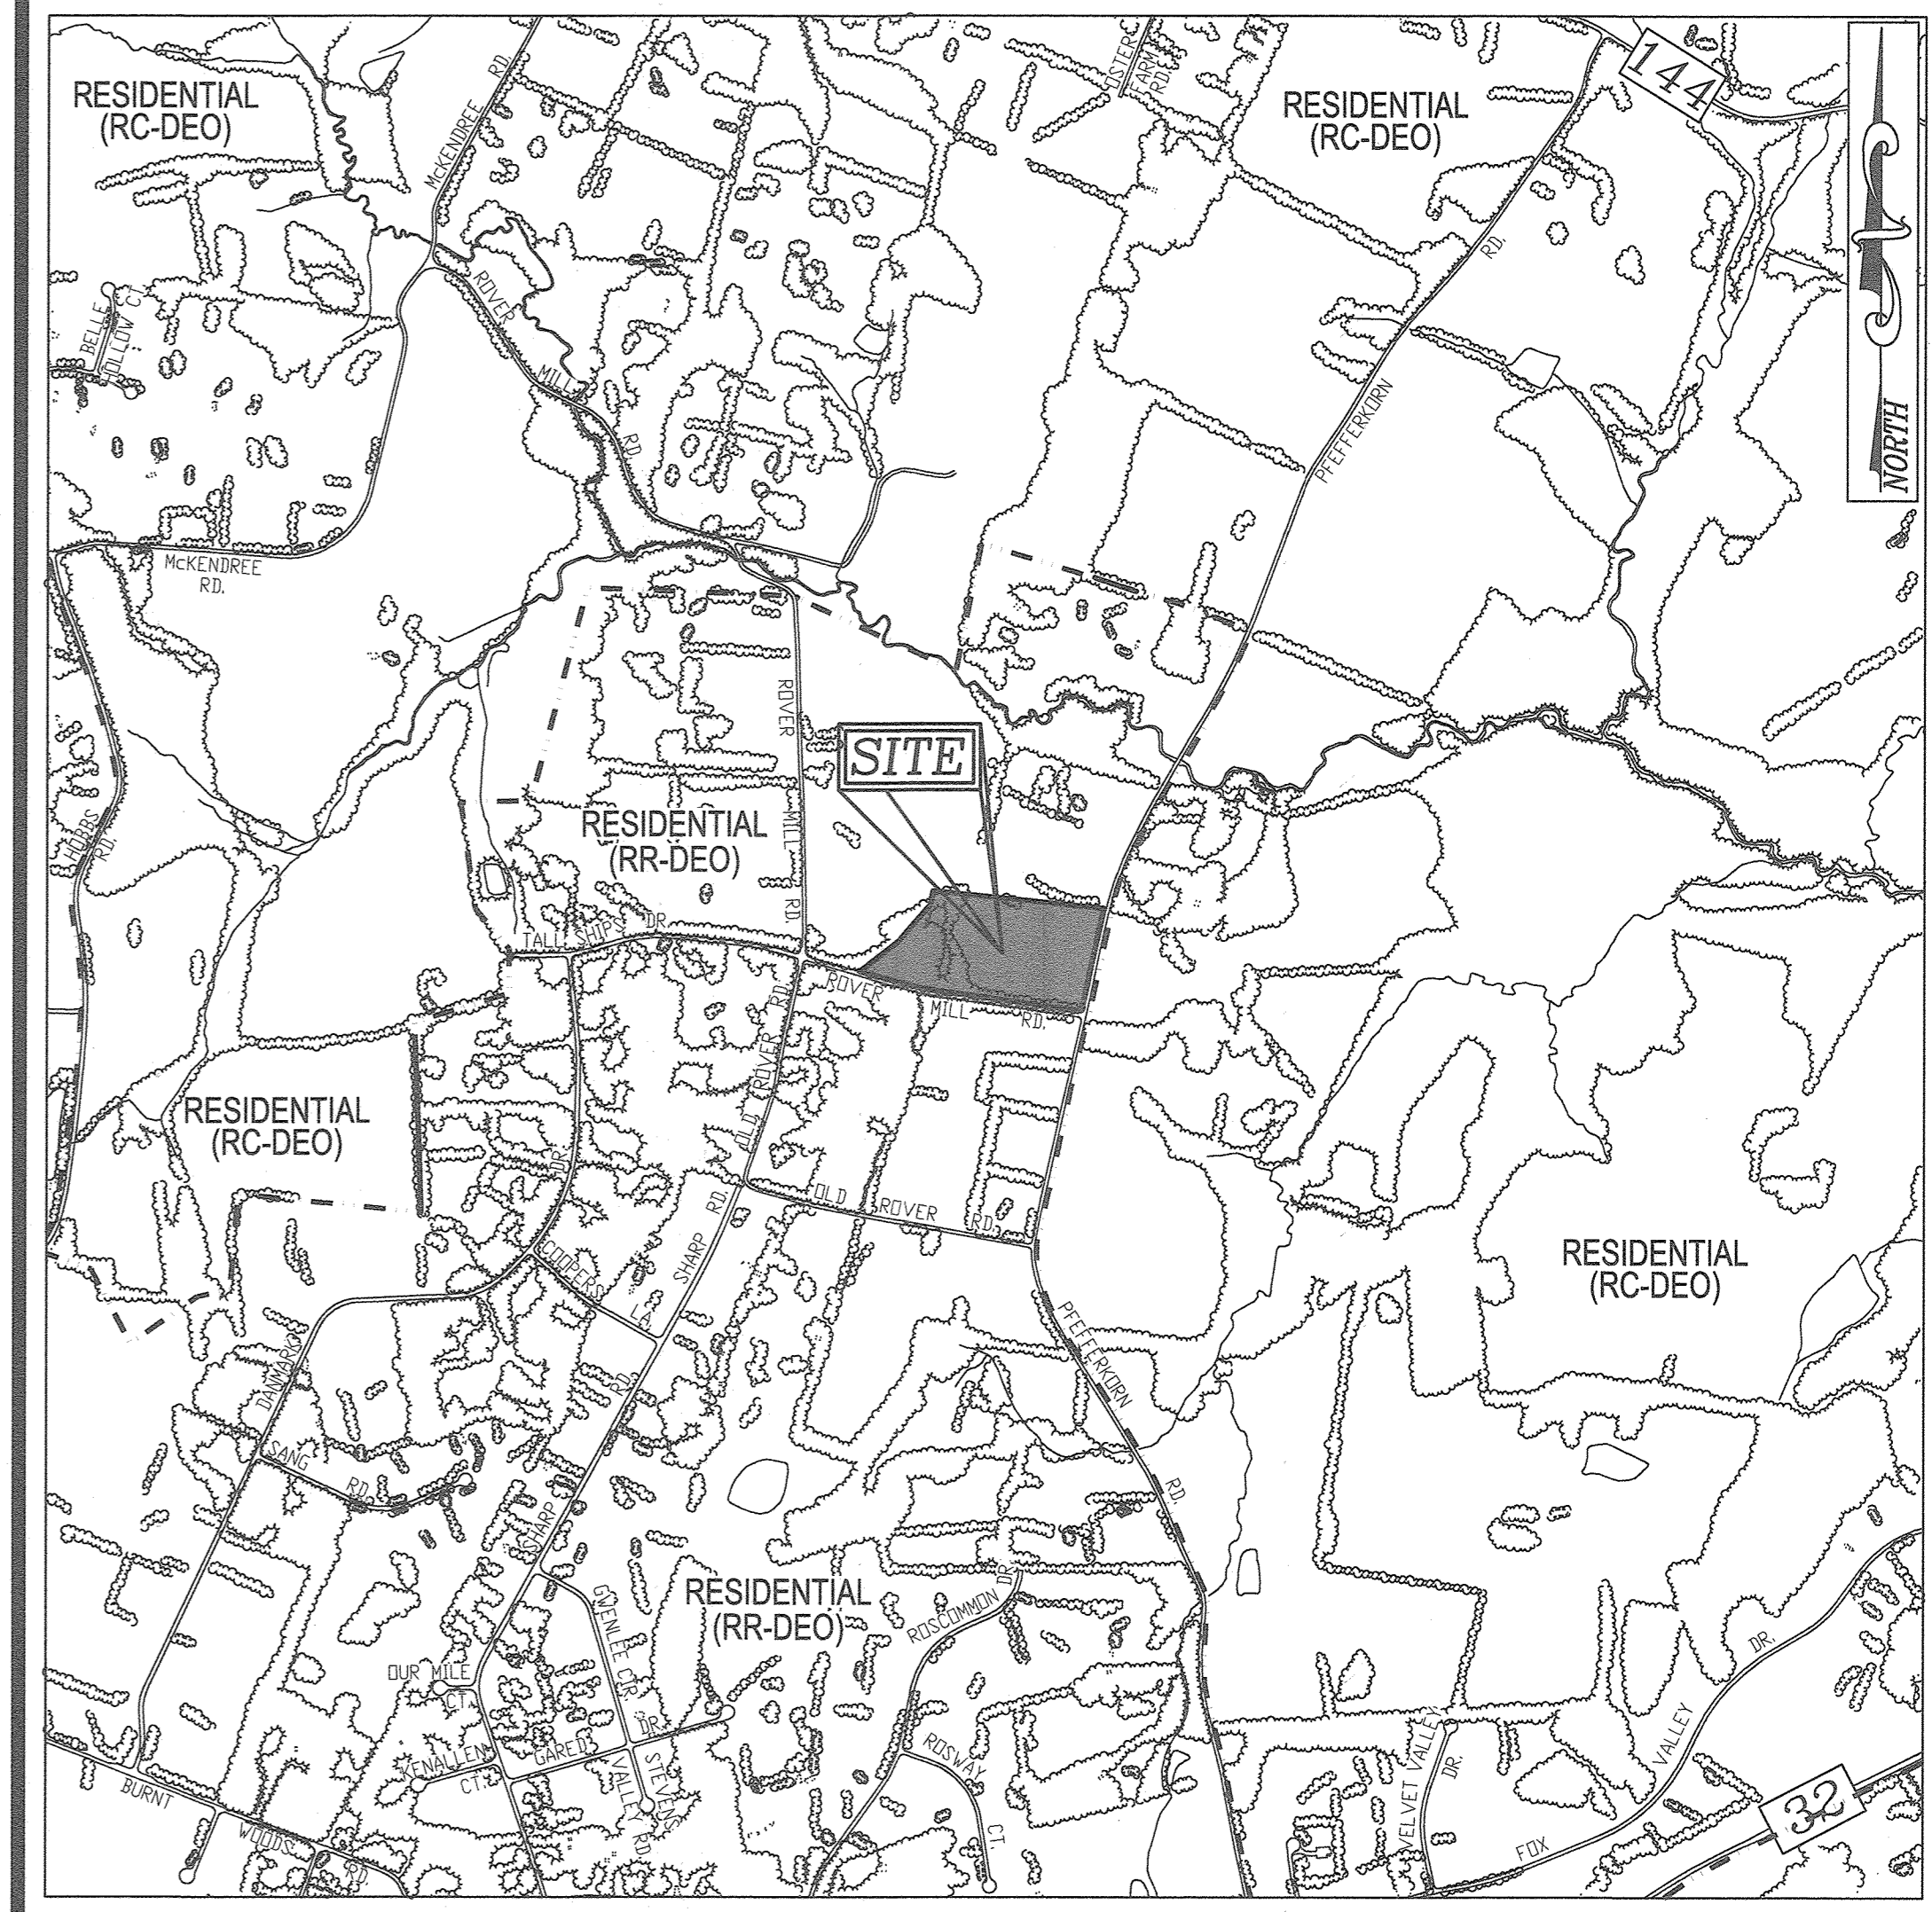 RESIDENTIAL
(RC-DEO)
McKENDREE
RD.
FARM
RD.
RESIDENTIAL
(RC-DEO)
144
RD.
NORTH
ROVER
BELLE
CT.
MILL
RD.
PFEFFERKORN
McKENDREE
RD.
ROVER
SITE
HOBBS
RD.
RESIDENTIAL
(RR-DEO)
MILL
RD.
TALL SHIPS DR.
ROVER
MILL
RD.
OLD ROVER RD.
RESIDENTIAL
(RC-DEO)
DR.
OLD ROVER RD.
SHARP RD.
COOPERS
LA.
RESIDENTIAL
(RC-DEO)
PFEFFERKORN
RD.
DANMARK
SANG
RD.
SHARP
RD.
GWENLEE CIR.
RESIDENTIAL
(RR-DEO)
ROSCOMMON DR.
OUR MILE
CT.
DR.
VALLEY
KENALLEN
CT.
GARED
DR.
STEVENS
VALLEY RD.
ROSWAY
CT.
VELVET VALLEY
DR.
FOX
32
BURNT
WOODS
RD.